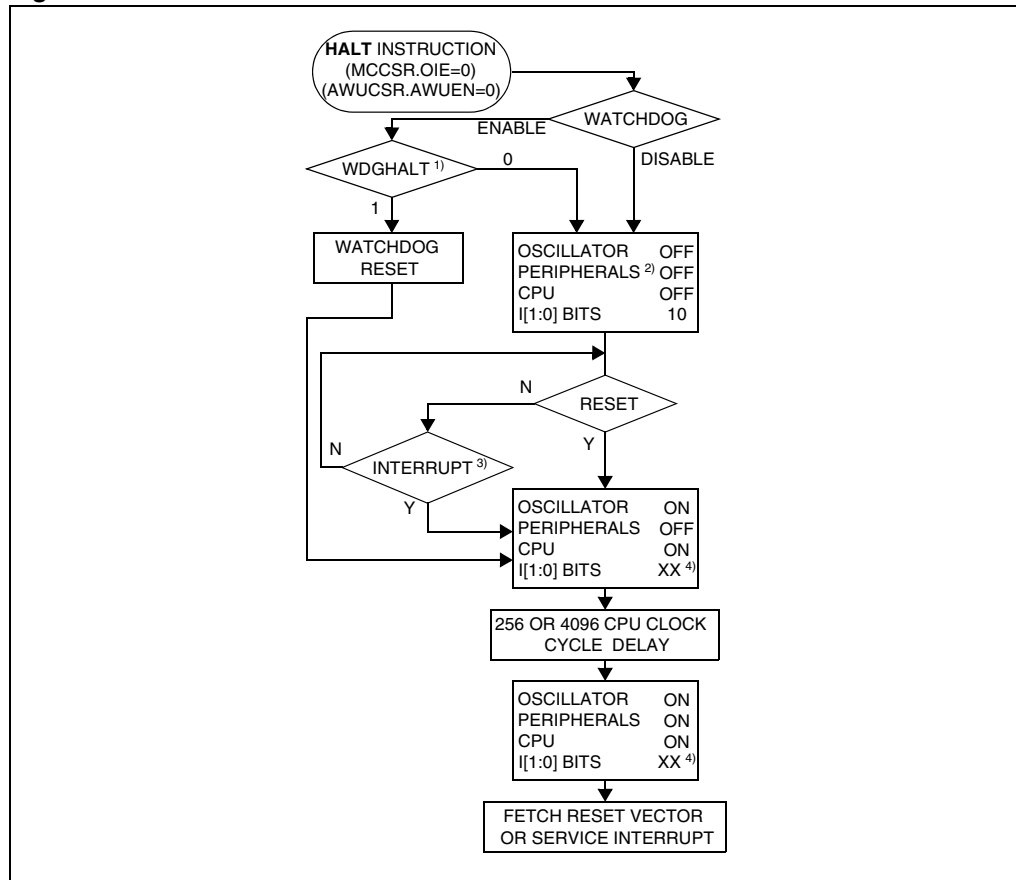 HALT INSTRUCTION
(MCCSR.OIE=0)
(AWUCSR.AWUEN=0)
WATCHDOG
ENABLE
DISABLE
WDGHALT 1)
0
1
WATCHDOG
RESET
OSCILLATOR OFF
PERIPHERALS 2) OFF
CPU OFF
I[1:0] BITS 10
RESET
N
Y
INTERRUPT 3)
N
Y
OSCILLATOR ON
PERIPHERALS OFF
CPU ON
I[1:0] BITS XX 4)
256 OR 4096 CPU CLOCK
CYCLE DELAY
OSCILLATOR ON
PERIPHERALS ON
CPU ON
I[1:0] BITS XX 4)
FETCH RESET VECTOR
OR SERVICE INTERRUPT